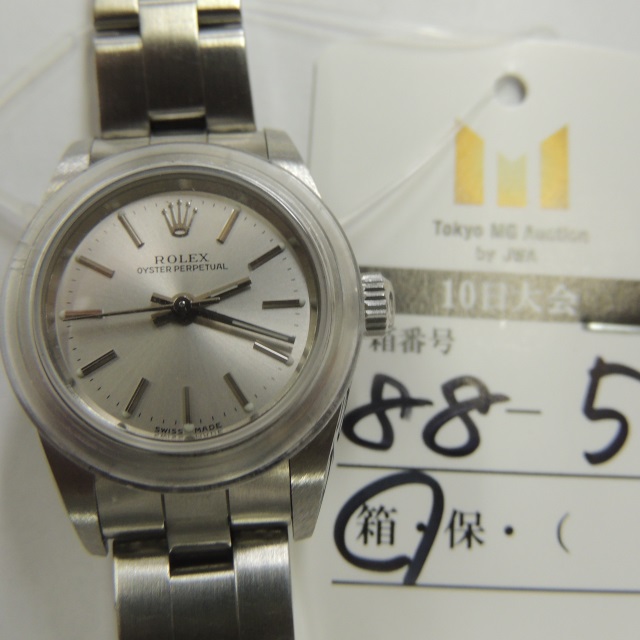 ROLEX
OYSTER PERPETUAL
SWISS MADE
Tokyo MG Auction
by JWA
10日大会
箱番号
88-5
箱・保・(